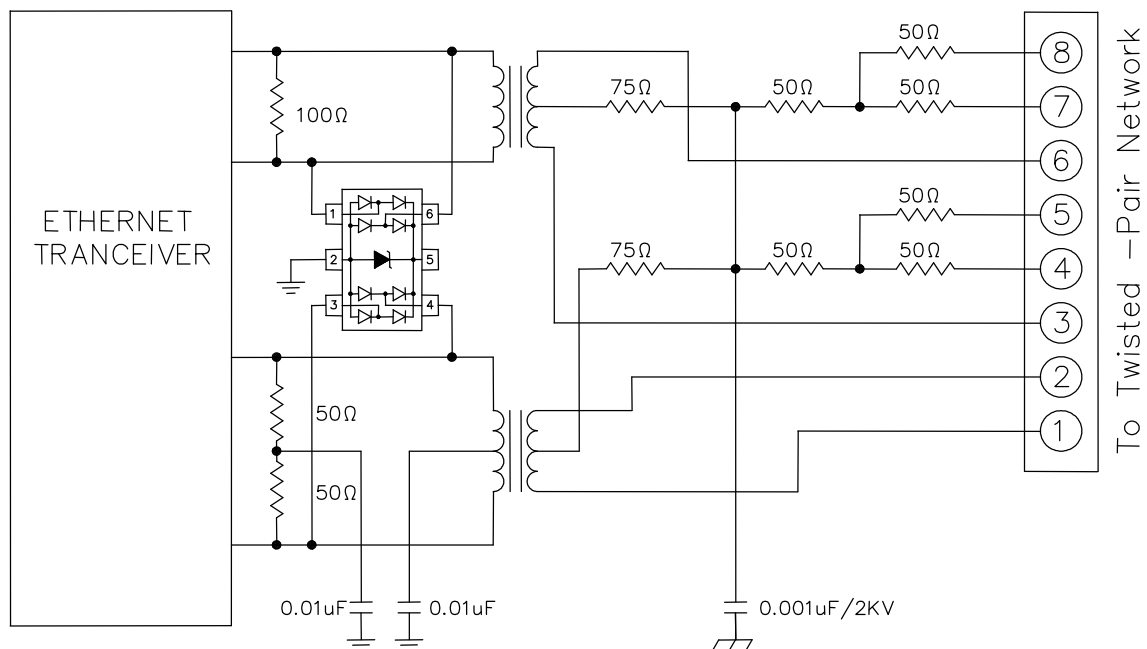 50Ω
8
75Ω
50Ω
50Ω
7
100Ω
6
1
6
50Ω
5
ETHERNET
TRANCEIVER
2
5
75Ω
50Ω
50Ω
4
3
4
3
2
50Ω
1
50Ω
0.01uF
0.01uF
0.001uF/2KV
To Twisted -Pair Network